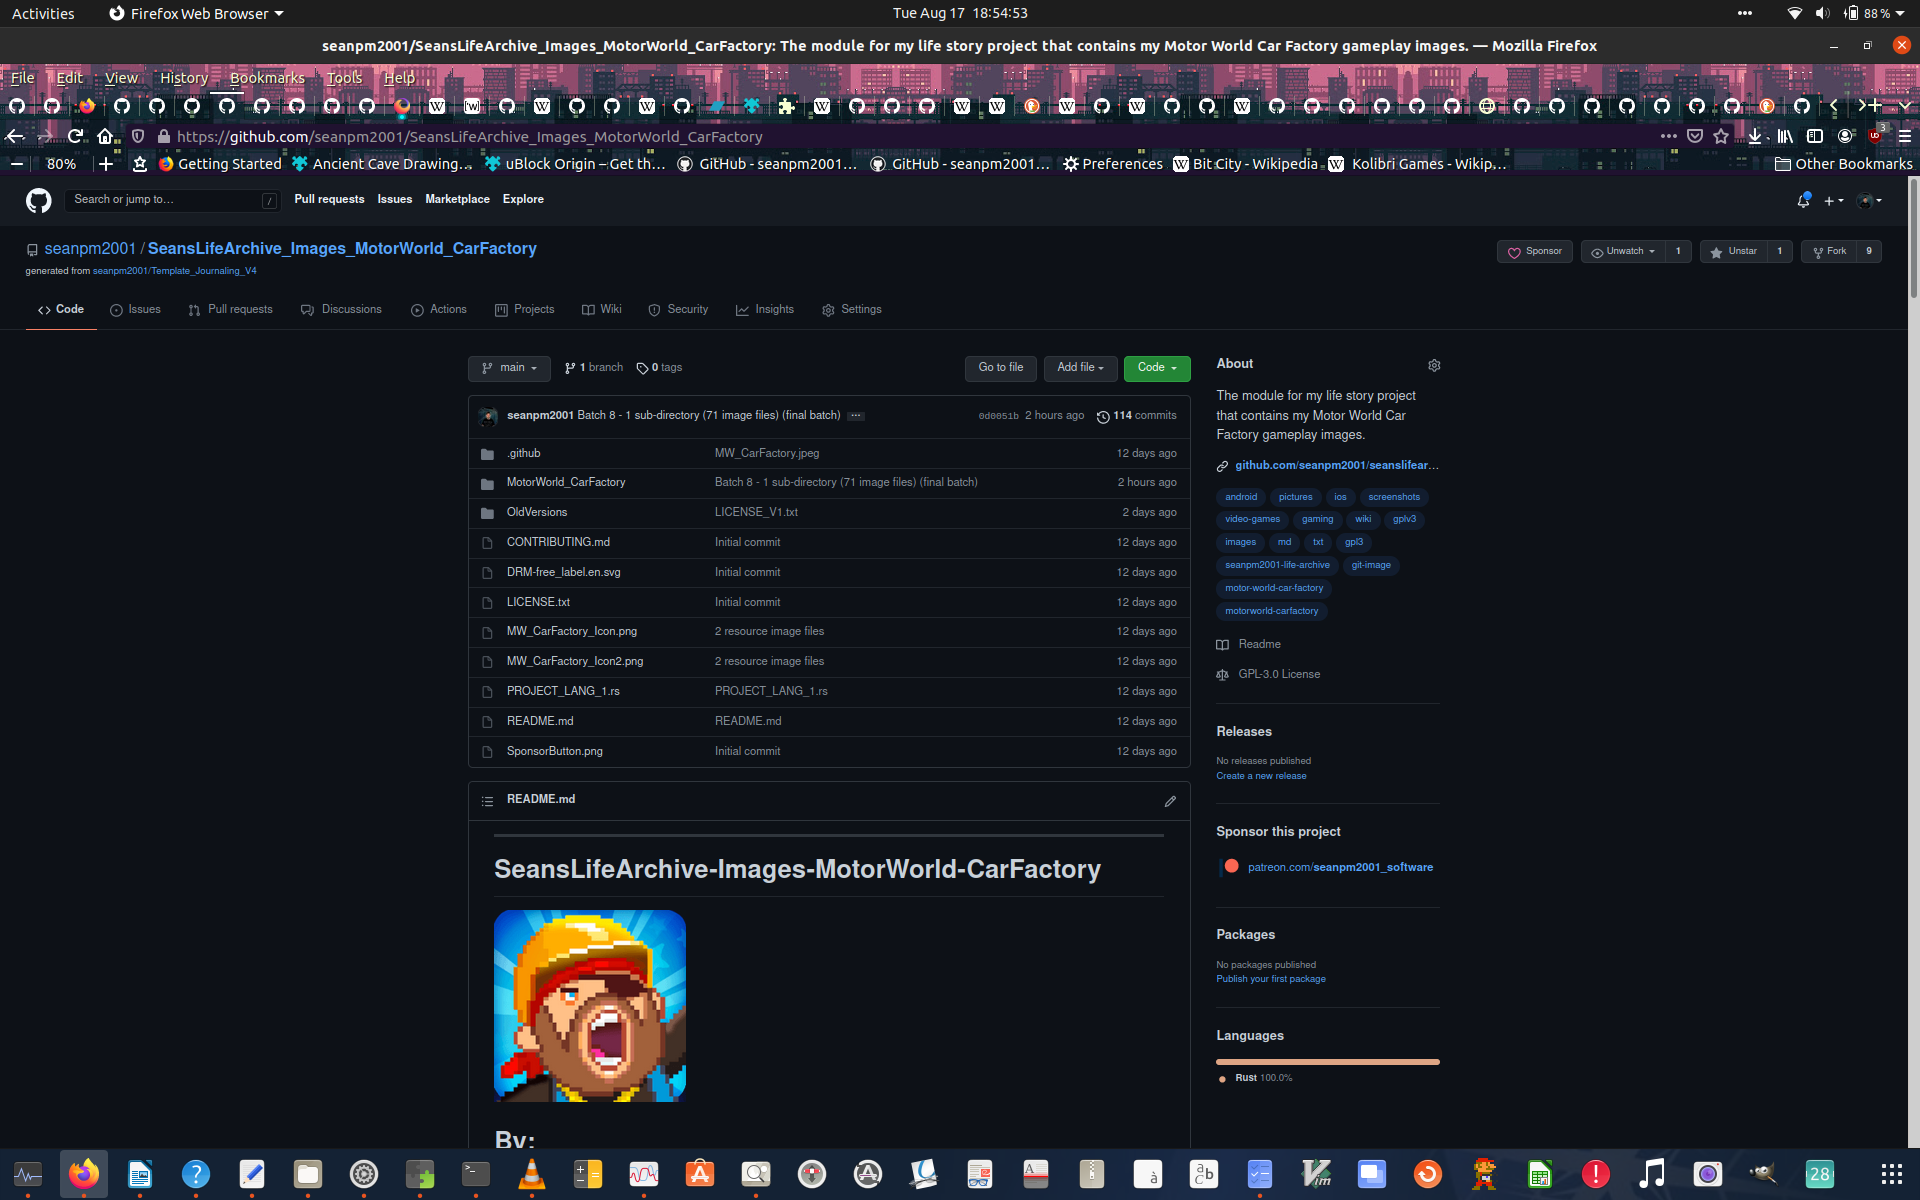 Activities Firefox Web Browser Tue Aug 17 18:54:53 88 %
seanpm2001/SeansLifeArchive_Images_MotorWorld_CarFactory: The module for my life story project that contains my Motor World Car Factory gameplay images. — Mozilla Firefox
File Edit View History Bookmarks Tools Help
https://github.com/seanpm2001/SeansLifeArchive_Images_MotorWorld_CarFactory 3
80% Getting Started Ancient Cave Drawing… uBlock Origin – Get th… GitHub - seanpm2001… GitHub - seanpm2001… Preferences Bit City - Wikipedia Kolibri Games - Wikip… Other Bookmarks
Search or jump to… / Pull requests Issues Marketplace Explore
seanpm2001 / SeansLifeArchive_Images_MotorWorld_CarFactory Sponsor Unwatch 1 Unstar 1 Fork 9
generated from seanpm2001/Template_Journaling_V4
Code Issues Pull requests Discussions Actions Projects Wiki Security Insights Settings
main 1 branch 0 tags Go to file Add file Code
seanpm2001 Batch 8 - 1 sub-directory (71 image files) (final batch) … 0d0051b 2 hours ago 114 commits
.github MW_CarFactory.jpeg 12 days ago
MotorWorld_CarFactory Batch 8 - 1 sub-directory (71 image files) (final batch) 2 hours ago
OldVersions LICENSE_V1.txt 2 days ago
CONTRIBUTING.md Initial commit 12 days ago
DRM-free_label.en.svg Initial commit 12 days ago
LICENSE.txt Initial commit 12 days ago
MW_CarFactory_Icon.png 2 resource image files 12 days ago
MW_CarFactory_Icon2.png 2 resource image files 12 days ago
PROJECT_LANG_1.rs PROJECT_LANG_1.rs 12 days ago
README.md README.md 12 days ago
SponsorButton.png Initial commit 12 days ago
README.md
SeansLifeArchive-Images-MotorWorld-CarFactory
By:
About
The module for my life story project
that contains my Motor World Car
Factory gameplay images.
github.com/seanpm2001/seanslifear…
android pictures ios screenshots
video-games gaming wiki gplv3
images md txt gpl3
seanpm2001-life-archive git-image
motor-world-car-factory
motorworld-carfactory
Readme
GPL-3.0 License
Releases
No releases published
Create a new release
Sponsor this project
patreon.com/seanpm2001_software
Packages
No packages published
Publish your first package
Languages
Rust 100.0%
28